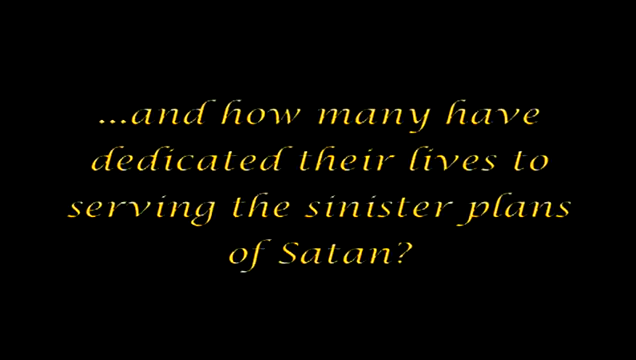 ...and how many have
dedicated their lives to
serving the sinister plans
of Satan?